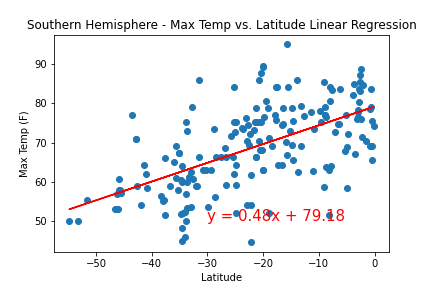 Southern Hemisphere - Max Temp vs. Latitude Linear Regression
Max Temp (F)
90
80
70
60
50
y = 0.48x + 79.18
−50
−40
−30
−20
−10
0
Latitude